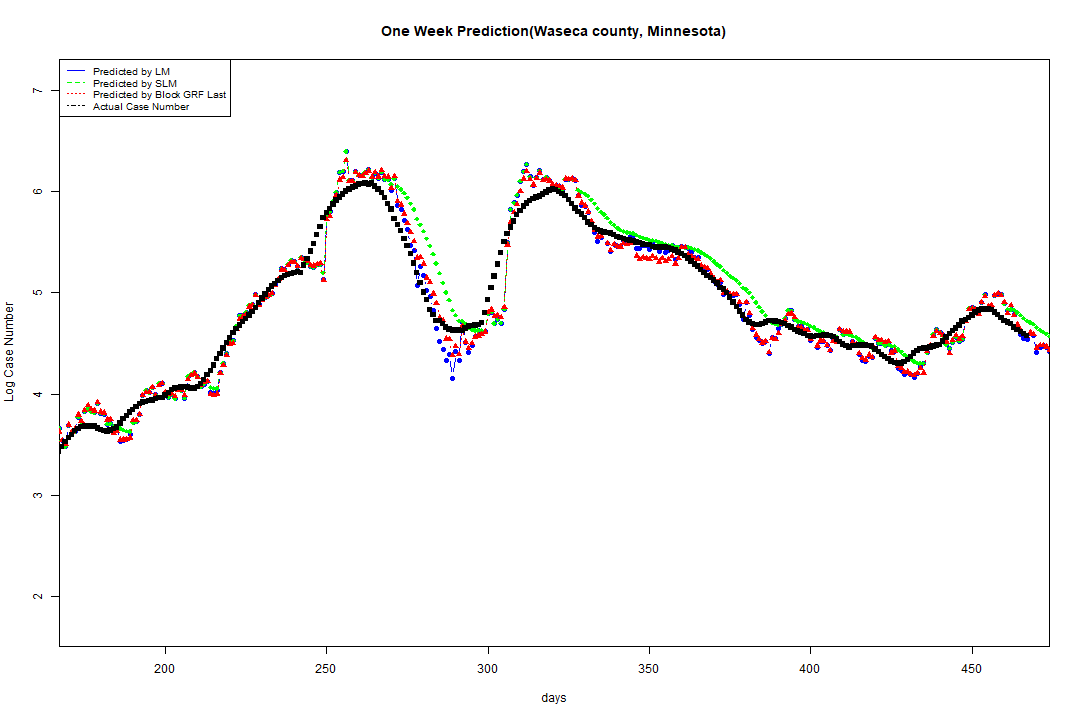 One Week Prediction(Waseca county, Minnesota)
Predicted by LM
Predicted by SLM
Predicted by Block GRF Last
Actual Case Number
7
6
5
4
3
2
Log Case Number
200 250 300 350 400 450
days